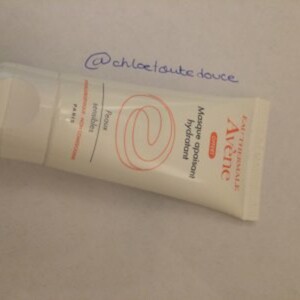 @chloetoutedouce
EAU THERMALE
Avène
Masque apaisant
hydratant
Peaux
sensibles
PARIS